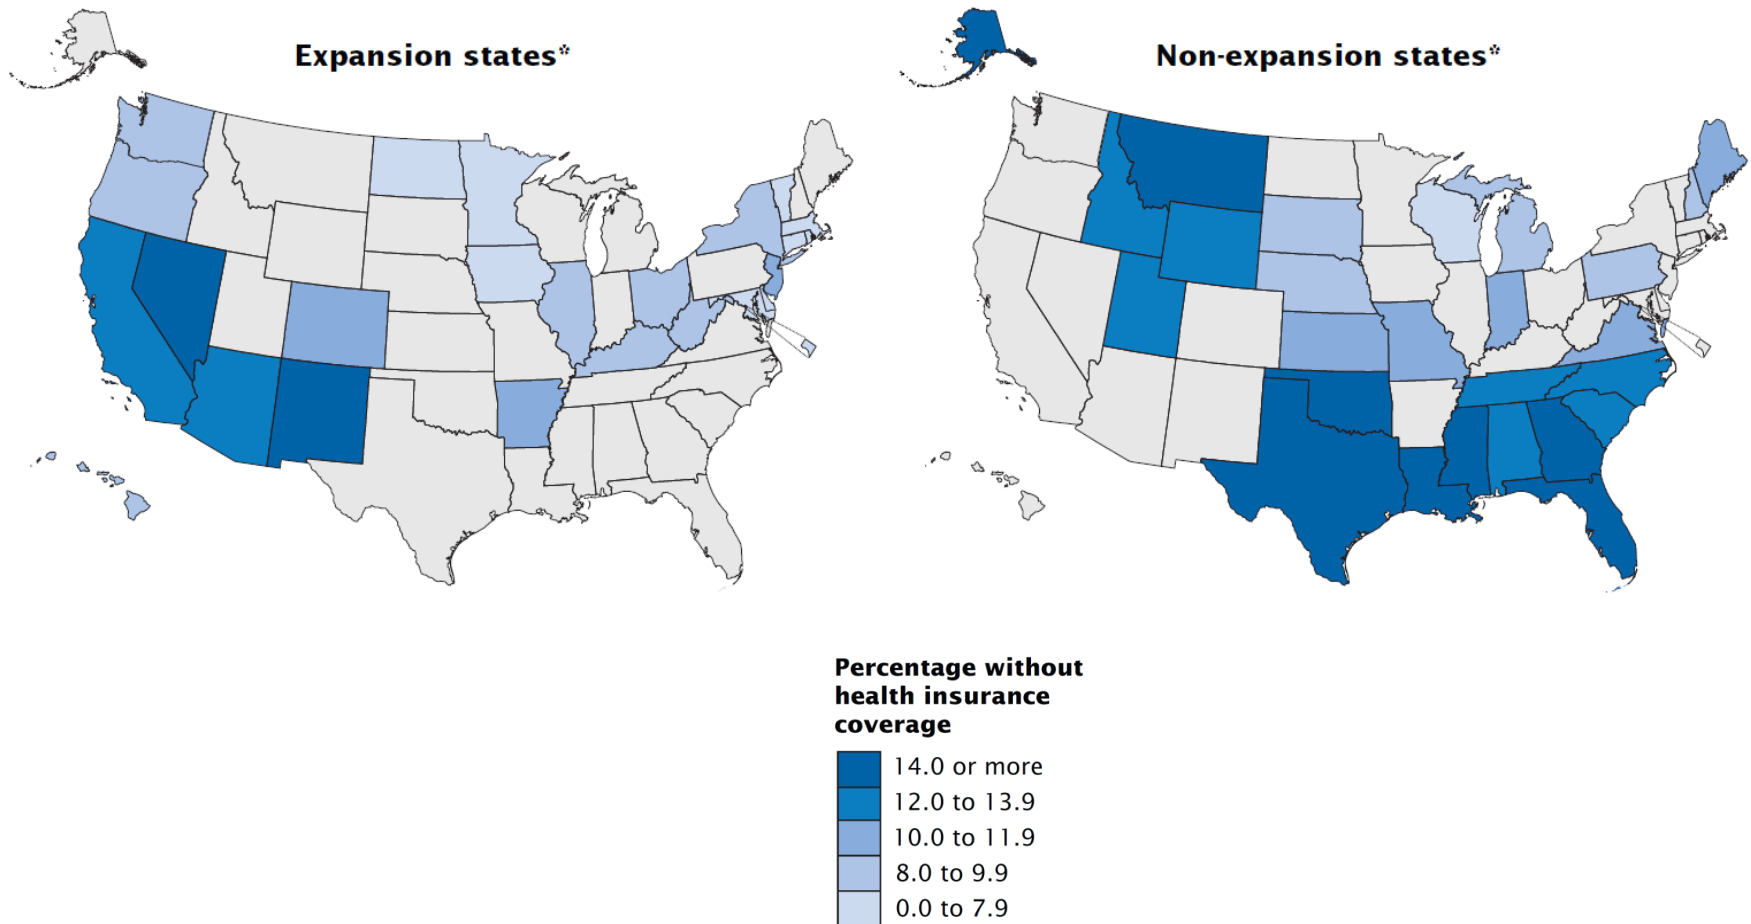 Expansion states*
Non-expansion states*
Percentage without
health insurance
coverage
14.0 or more
12.0 to 13.9
10.0 to 11.9
8.0 to 9.9
0.0 to 7.9